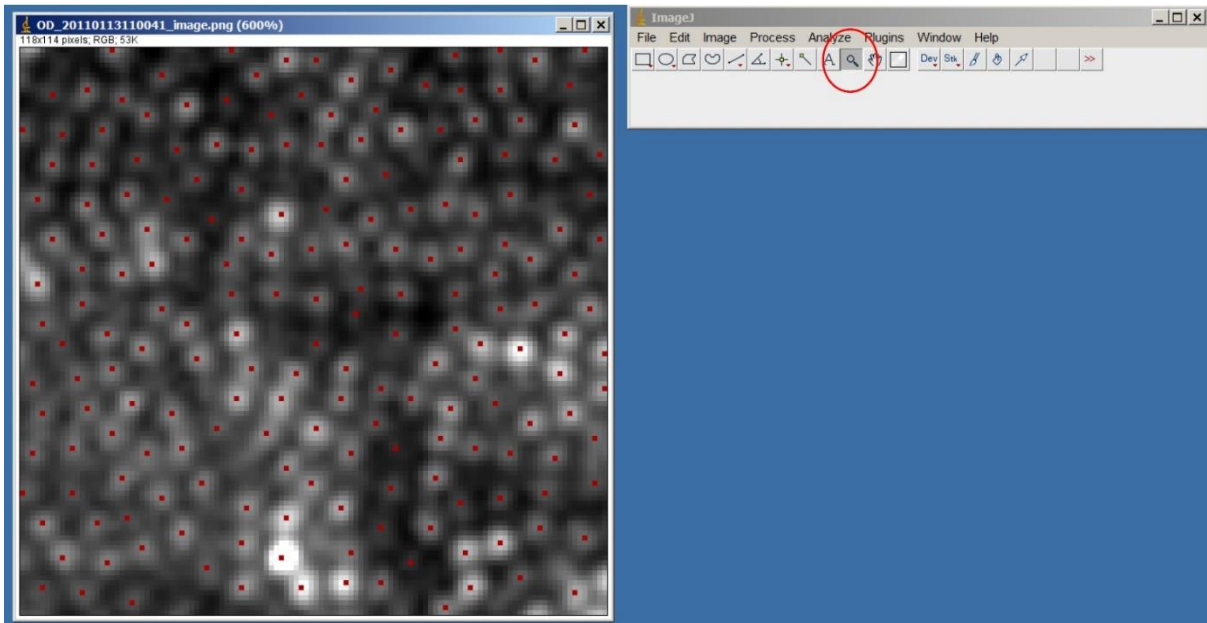 OD_20110113110041_image.png (600%)
118x114 pixels; RGB; 53K
ImageJ
File Edit Image Process Analyze Plugins Window Help
A Dev Stk >>